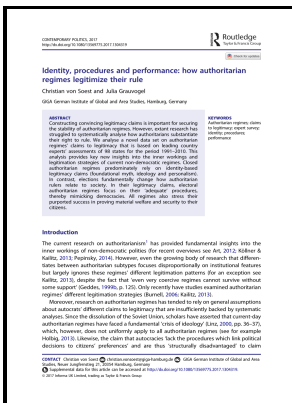 CONTEMPORARY POLITICS, 2017
http://dx.doi.org/10.1080/13569775.2017.1304319
Routledge
Taylor & Francis Group
Check for updates
Identity, procedures and performance: how authoritarian
regimes legitimize their rule
Christian von Soest and Julia Grauvogel
GIGA German Institute of Global and Area Studies, Hamburg, Germany
ABSTRACT
Constructing convincing legitimacy claims is important for securing
the stability of authoritarian regimes. However, extant research has
struggled to systematically analyse how authoritarians substantiate
their right to rule. We analyse a novel data set on authoritarian
regimes' claims to legitimacy that is based on leading country
experts' assessments of 98 states for the period 1991–2010. This
analysis provides key new insights into the inner workings and
legitimation strategies of current non-democratic regimes. Closed
authoritarian regimes predominately rely on identity-based
legitimacy claims (foundational myth, ideology and personalism).
In contrast, elections fundamentally change how authoritarian
rulers relate to society. In their legitimacy claims, electoral
authoritarian regimes focus on their 'adequate' procedures,
thereby mimicking democracies. All regimes also stress their
purported success in proving material welfare and security to their
citizens.
KEYWORDS
Authoritarian regimes; claims
to legitimacy; expert survey;
identity; procedures;
performance
Introduction
The current research on authoritarianism¹ has provided fundamental insights into the
inner workings of non-democratic politics (for recent overviews see Art, 2012; Köllner &
Kailitz, 2013; Pepinsky, 2014). However, even the growing body of research that differen-
tiates between authoritarian subtypes focuses disproportionally on institutional features
but largely ignores these regimes' different legitimation patterns (for an exception see
Kailitz, 2013), despite the fact that 'even very coercive regimes cannot survive without
some support' (Geddes, 1999b, p. 125). Only recently have studies examined authoritarian
regimes' different legitimation strategies (Burnell, 2006; Kailitz, 2013).
Moreover, research on authoritarian regimes has tended to rely on general assumptions
about autocrats' different claims to legitimacy that are insufficiently backed by systematic
analyses. Since the dissolution of the Soviet Union, scholars have assumed that current-day
authoritarian regimes have faced a fundamental 'crisis of ideology' (Linz, 2000, pp. 36–37),
which, however, does not uniformly apply to all authoritarian regimes (see for example
Holbig, 2013). Likewise, the claim that autocracies 'lack the procedures which link political
decisions to citizens' preferences' and are thus 'structurally disadvantaged' to claim
CONTACT Christian von Soest christian.vonsoest@giga-hamburg.de GIGA German Institute of Global and Area
Studies, Neuer Jungfernstieg 21, 20354 Hamburg, Germany
Supplemental data for this article can be accessed at http://dx.doi.org/10.1080/13569775.2017.1304319.
© 2017 Informa UK Limited, trading as Taylor & Francis Group